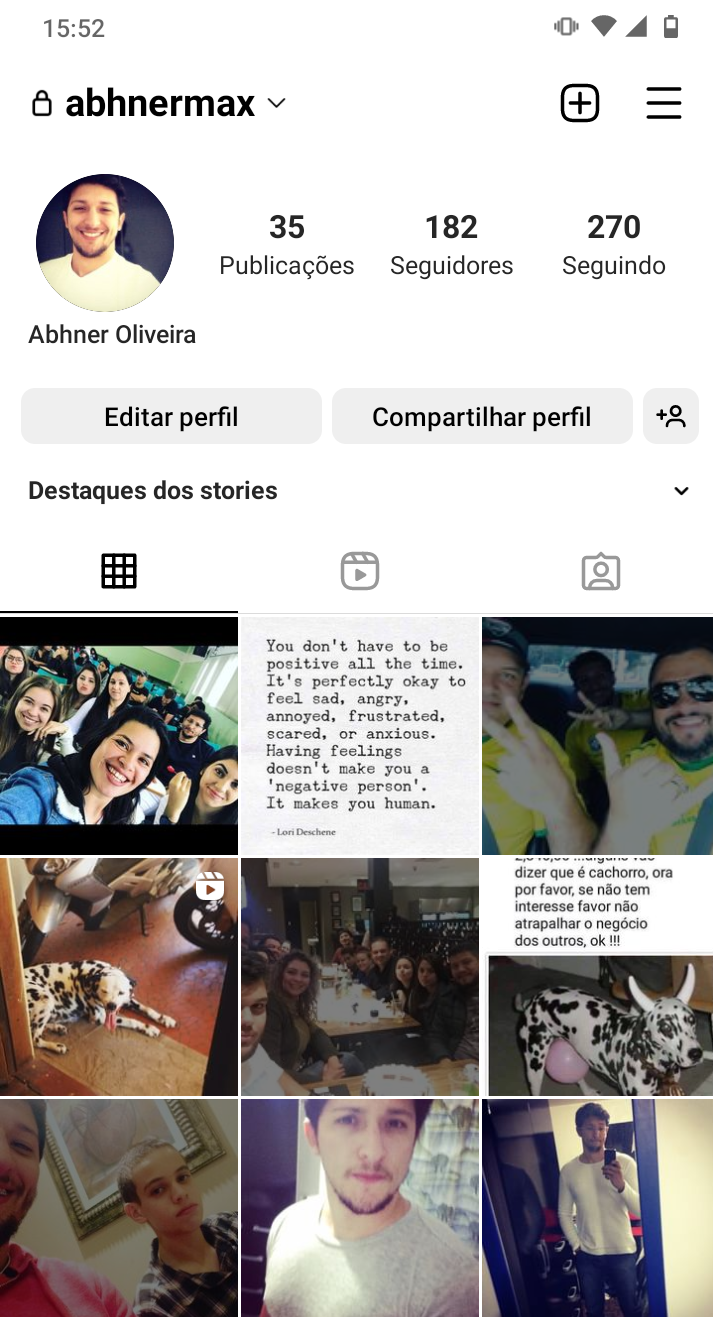 15:52
abhnermax
35
182
270
Publicações
Seguidores
Seguindo
Abhner Oliveira
Editar perfil
Compartilhar perfil
Destaques dos stories
You don't have to be
positive all the time.
It's perfectly okay to
feel sad, angry,
annoyed, frustrated,
scared, or anxious.
Having feelings
doesn't make you a
'negative person'.
It makes you human.
- Lori Deschene
dizer que é cachorro, ora
por favor, se não tem
interesse favor não
atrapalhar o negócio
dos outros, ok !!!